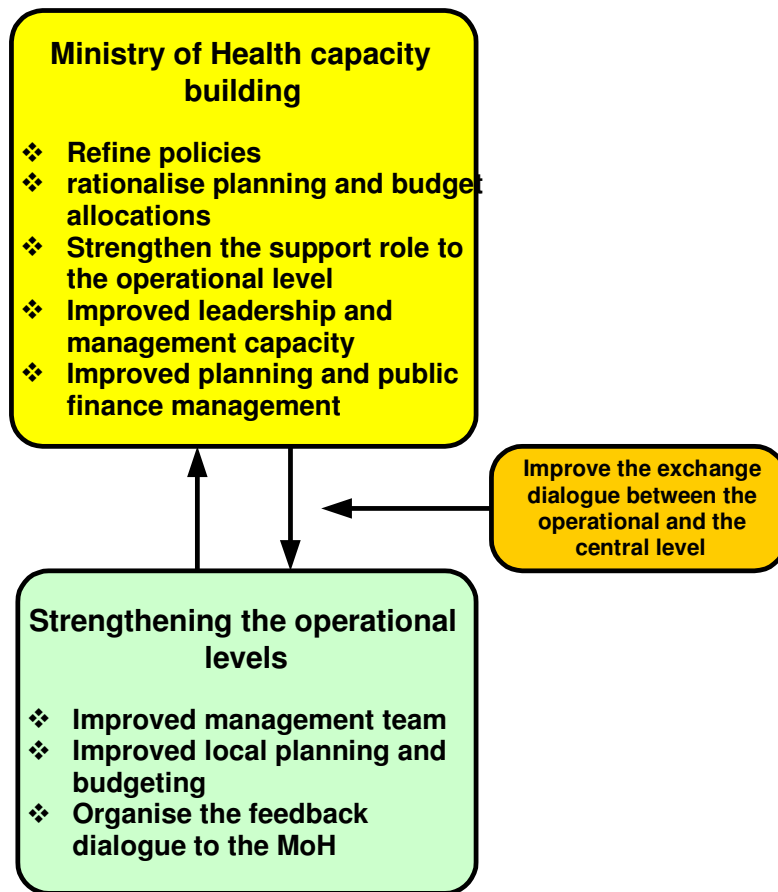 Ministry of Health capacity
building
❖ Refine policies
❖ rationalise planning and budget
allocations
❖ Strengthen the support role to
the operational level
❖ Improved leadership and
management capacity
❖ Improved planning and public
finance management
Improve the exchange
dialogue between the
operational and the
central level
Strengthening the operational
levels
❖ Improved management team
❖ Improved local planning and
budgeting
❖ Organise the feedback
dialogue to the MoH